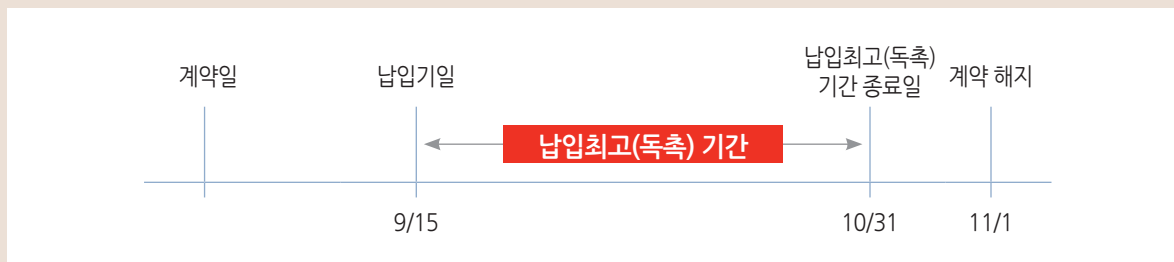 계약일
납입기일
납입최고(독촉)
기간 종료일
계약 해지
납입최고(독촉) 기간
9/15
10/31
11/1